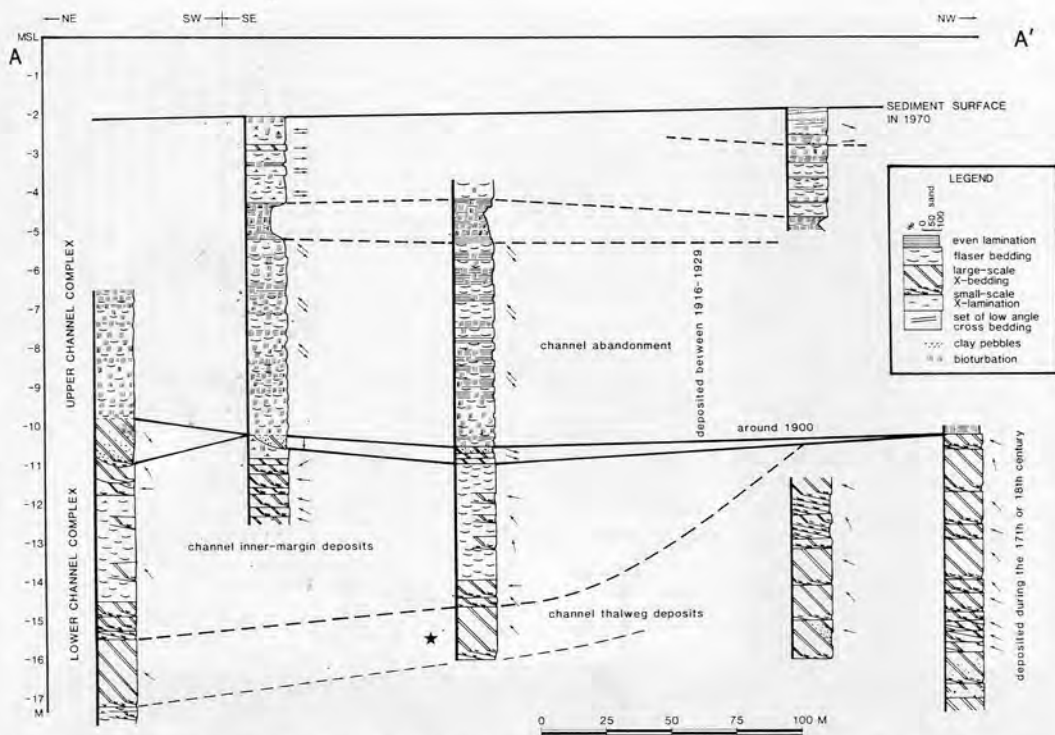 ← NE
SW ←
→ SE
NW →
MSL
A
A'
-1
-2
-3
-4
-5
-6
-7
-8
-9
-10
-11
-12
-13
-14
-15
-16
-17
M
UPPER CHANNEL COMPLEX
LOWER CHANNEL COMPLEX
SEDIMENT SURFACE
IN 1970
LEGEND
% 0 50 100 sand
even lamination
flaser bedding
large-scale
X-bedding
small-scale
X-lamination
set of low angle
cross bedding
clay pebbles
bioturbation
channel abandonment
deposited between 1916-1929
around 1900
channel inner-margin deposits
channel thalweg deposits
deposited during the 17th or 18th century
0 25 50 75 100 M